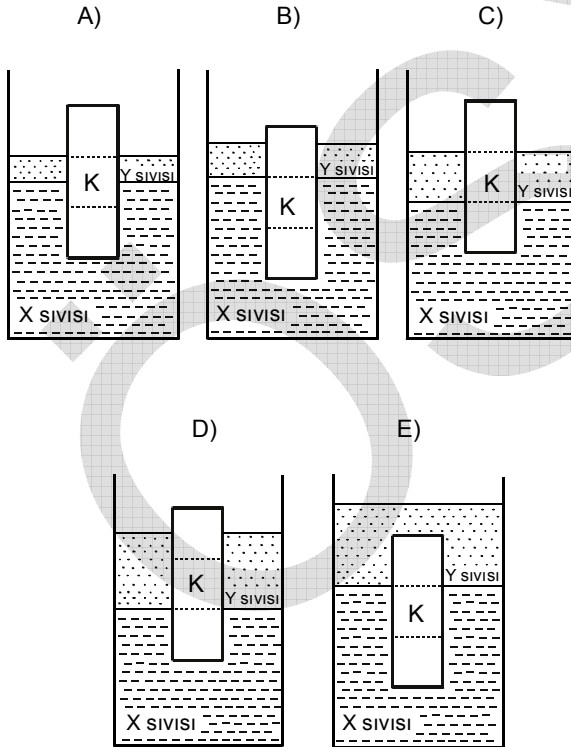 A) B) C)
K Y SIVISI K Y SIVISI K Y SIVISI
X SIVISI X SIVISI X SIVISI
D) E)
K Y SIVISI K Y SIVISI
X SIVISI X SIVISI